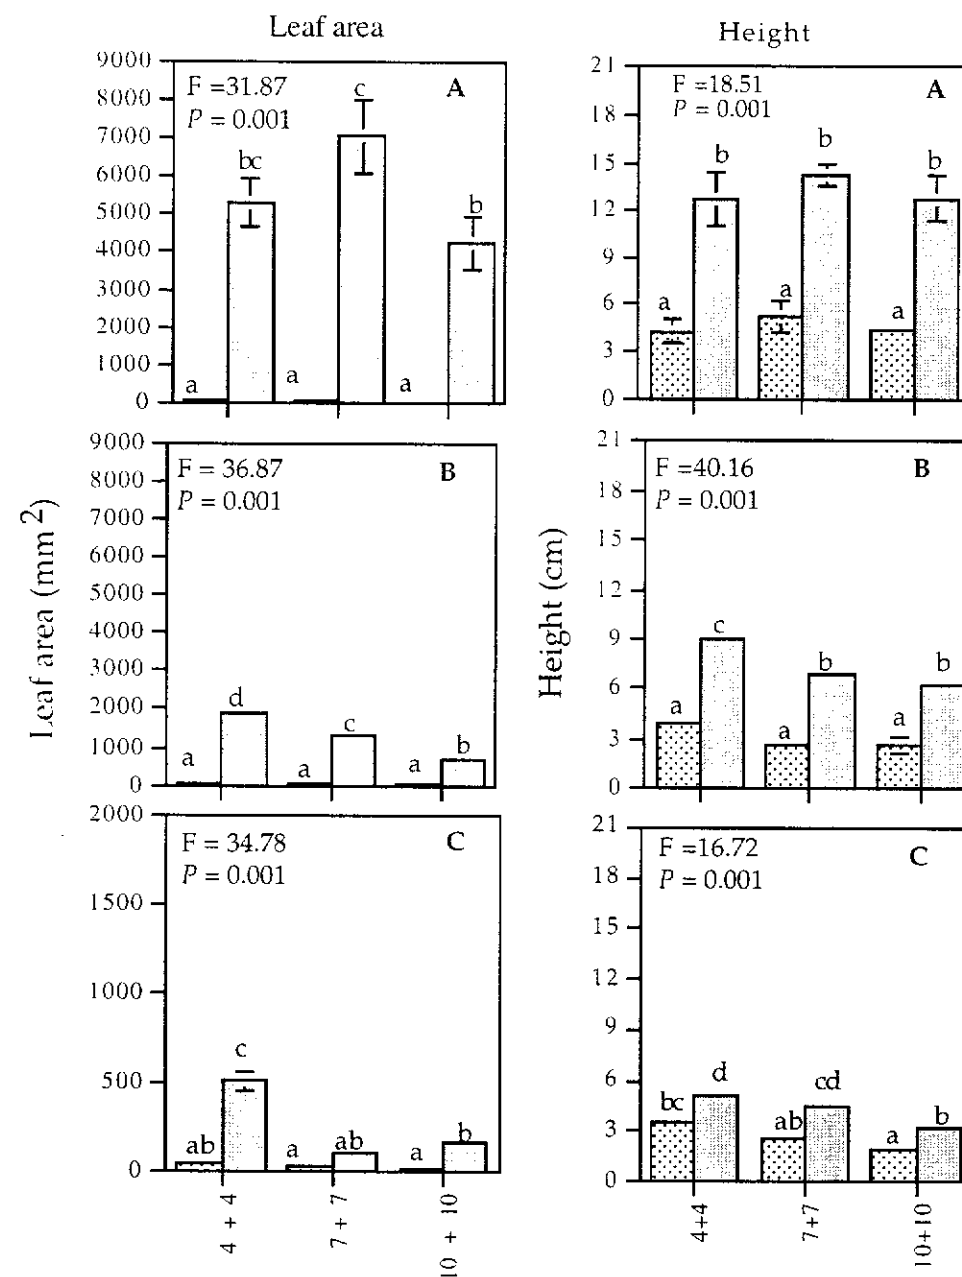 Leaf area
Height
9000
8000
7000
6000
5000
4000
3000
2000
1000
0
F =31.87
P = 0.001
A
a
bc
a
c
a
b
21
18
15
12
9
6
3
0
F =18.51
P = 0.001
A
a
b
a
b
a
b
Leaf area (mm2)
9000
8000
7000
6000
5000
4000
3000
2000
1000
0
F = 36.87
P = 0.001
B
a
d
a
c
a
b
Height (cm)
21
18
15
12
9
6
3
0
F =40.16
P = 0.001
B
a
c
a
b
a
b
2000
1500
1000
500
0
F = 34.78
P = 0.001
C
ab
c
a
ab
a
b
4 + 4
7 + 7
10 + 10
21
18
15
12
9
6
3
0
F =16.72
P = 0.001
C
bc
d
ab
cd
a
b
4+4
7+7
10+10